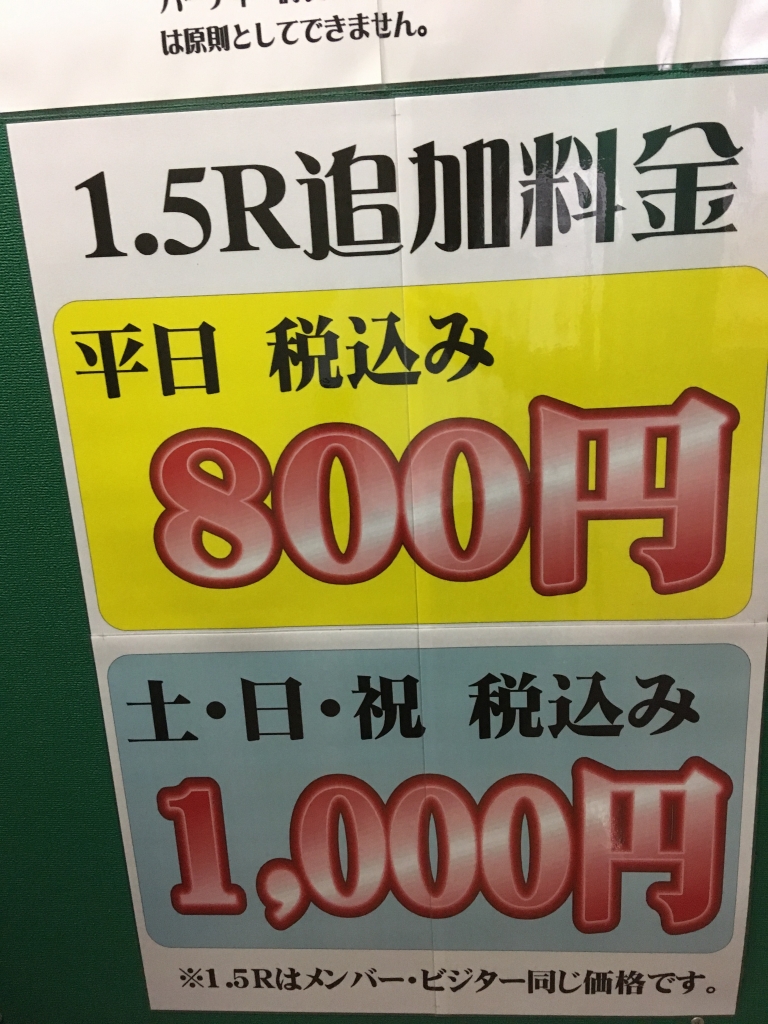 は原則としてできません。
1.5R追加料金
平日 税込み
800円
土・日・祝 税込み
1,000円
※1.5Rはメンバー・ビジター同じ価格です。